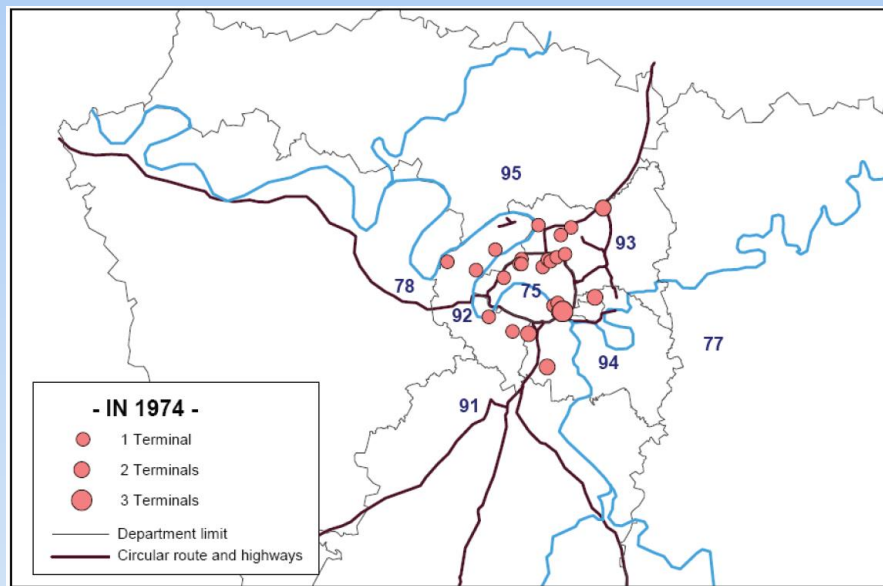 95
93
78
75
92
94
77
91
- IN 1974 -
1 Terminal
2 Terminals
3 Terminals
Department limit
Circular route and highways